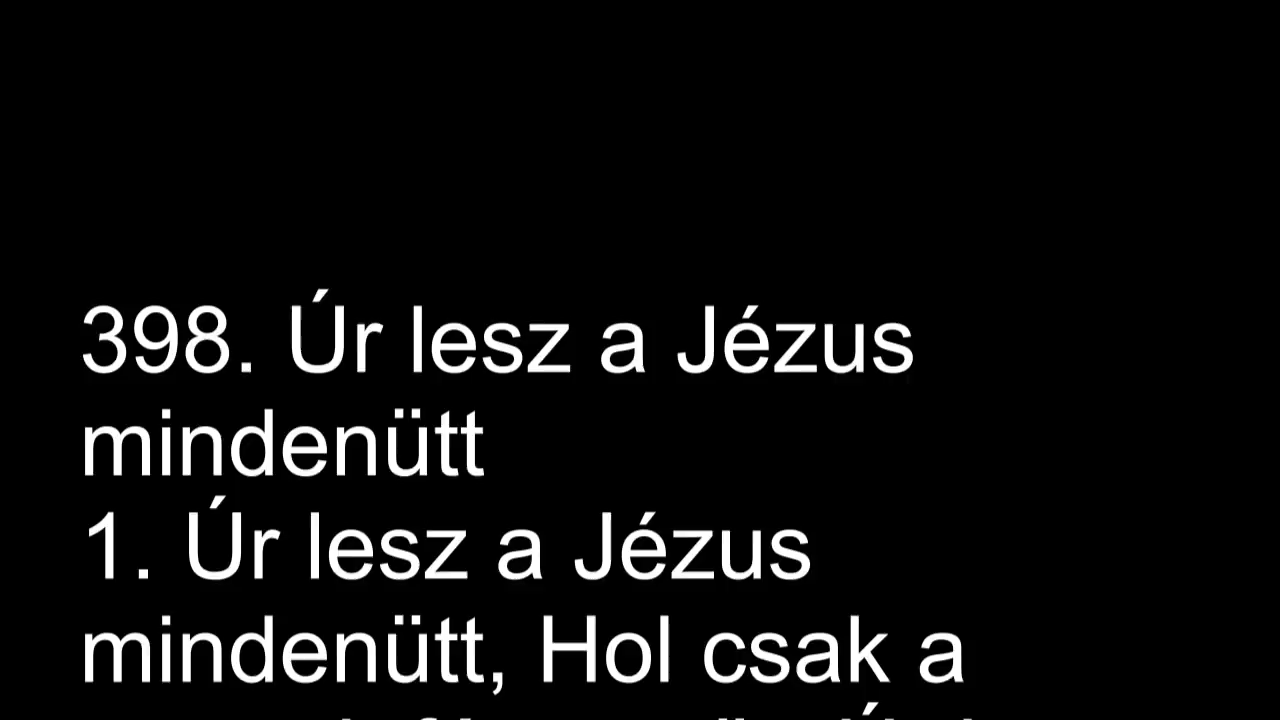 398. Úr lesz a Jézus
mindenütt
1. Úr lesz a Jézus
mindenütt, Hol csak a